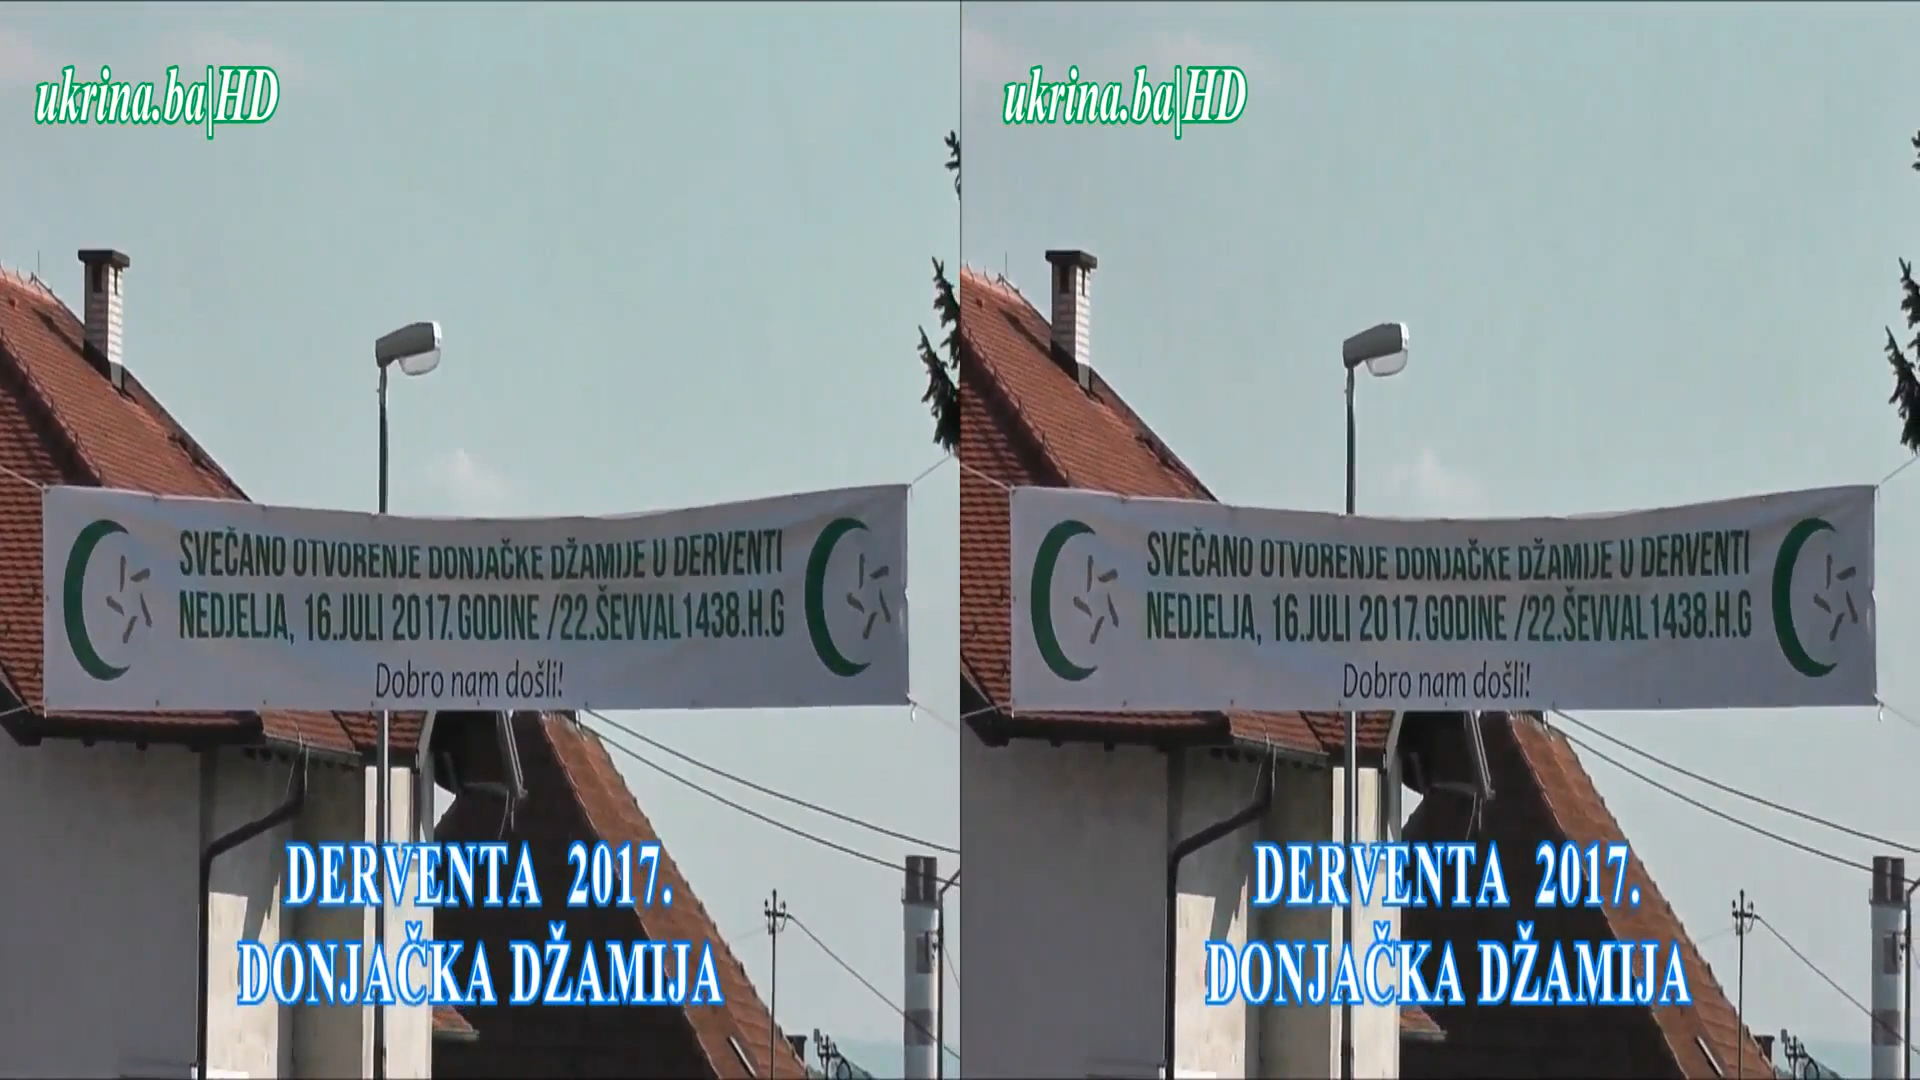 ukrina.ba|HD
SVEČANO OTVORENJE DONJAČKE DŽAMIJE U DERVENTI
NEDJELJA, 16.JULI 2017.GODINE /22.ŠEVVAL 1438.H.G
Dobro nam došli!
DERVENTA 2017.
DONJAČKA DŽAMIJA
ukrina.ba|HD
SVEČANO OTVORENJE DONJAČKE DŽAMIJE U DERVENTI
NEDJELJA, 16.JULI 2017.GODINE /22.ŠEVVAL 1438.H.G
Dobro nam došli!
DERVENTA 2017.
DONJAČKA DŽAMIJA